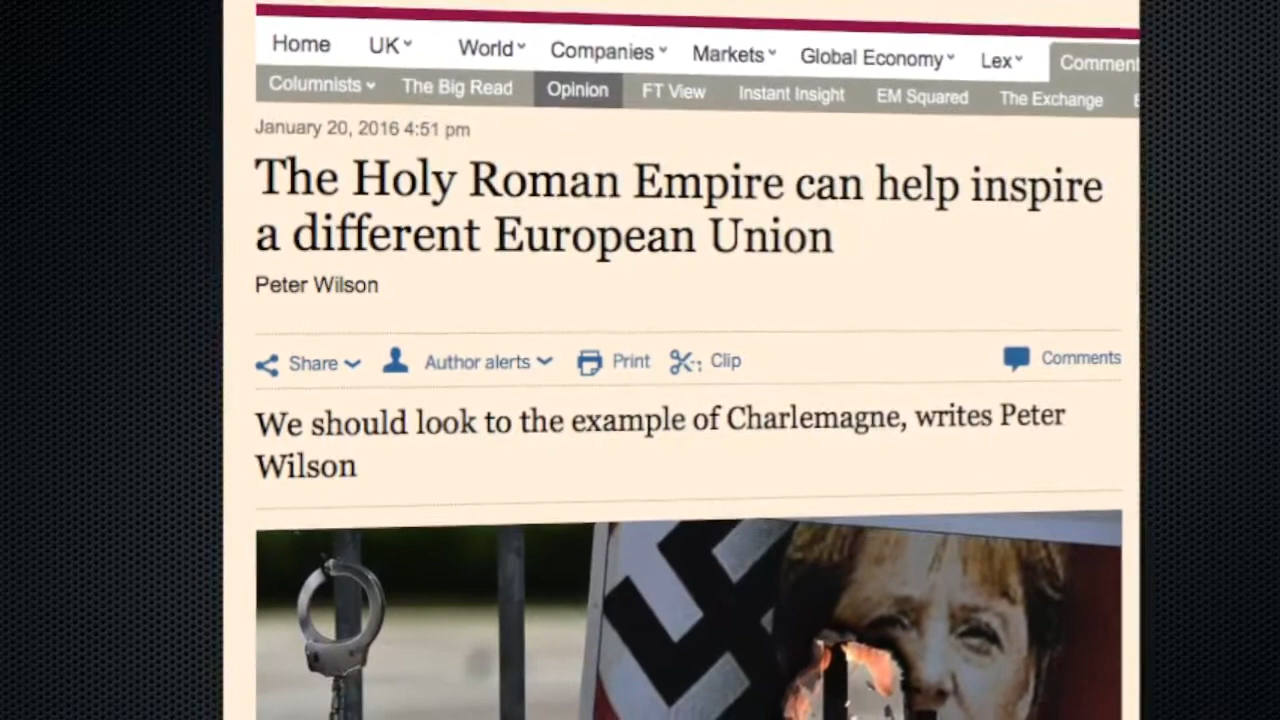 Home UK World Companies Markets Global Economy Lex Comment
Columnists The Big Read Opinion FT View Instant Insight EM Squared The Exchange
January 20, 2016 4:51 pm
The Holy Roman Empire can help inspire
a different European Union
Peter Wilson
Share Author alerts Print Clip Comments
We should look to the example of Charlemagne, writes Peter
Wilson